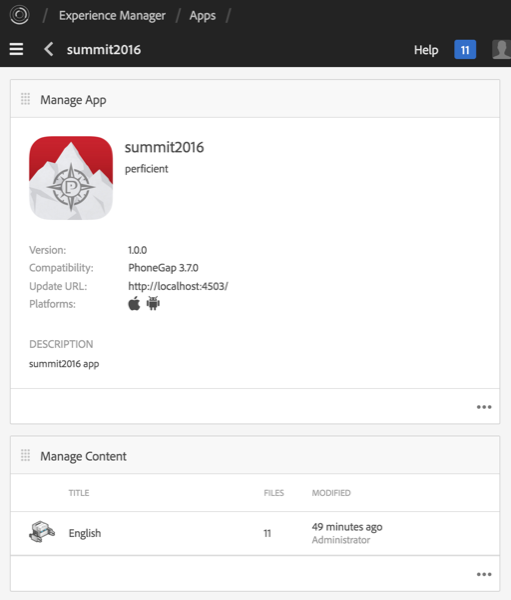 / Experience Manager / Apps /
summit2016 Help 11
Manage App
summit2016
perficient
Version: 1.0.0
Compatibility: PhoneGap 3.7.0
Update URL: http://localhost:4503/
Platforms:
DESCRIPTION
summit2016 app
Manage Content
TITLE FILES MODIFIED
English 11 49 minutes ago
Administrator